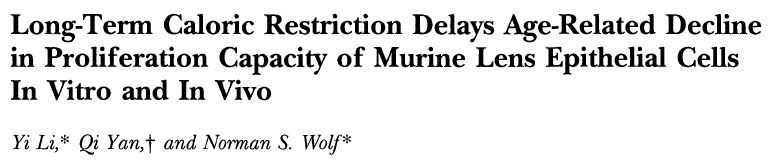 Long-Term Caloric Restriction Delays Age-Related Decline
in Proliferation Capacity of Murine Lens Epithelial Cells
In Vitro and In Vivo
Yi Li,* Qi Yan,† and Norman S. Wolf*